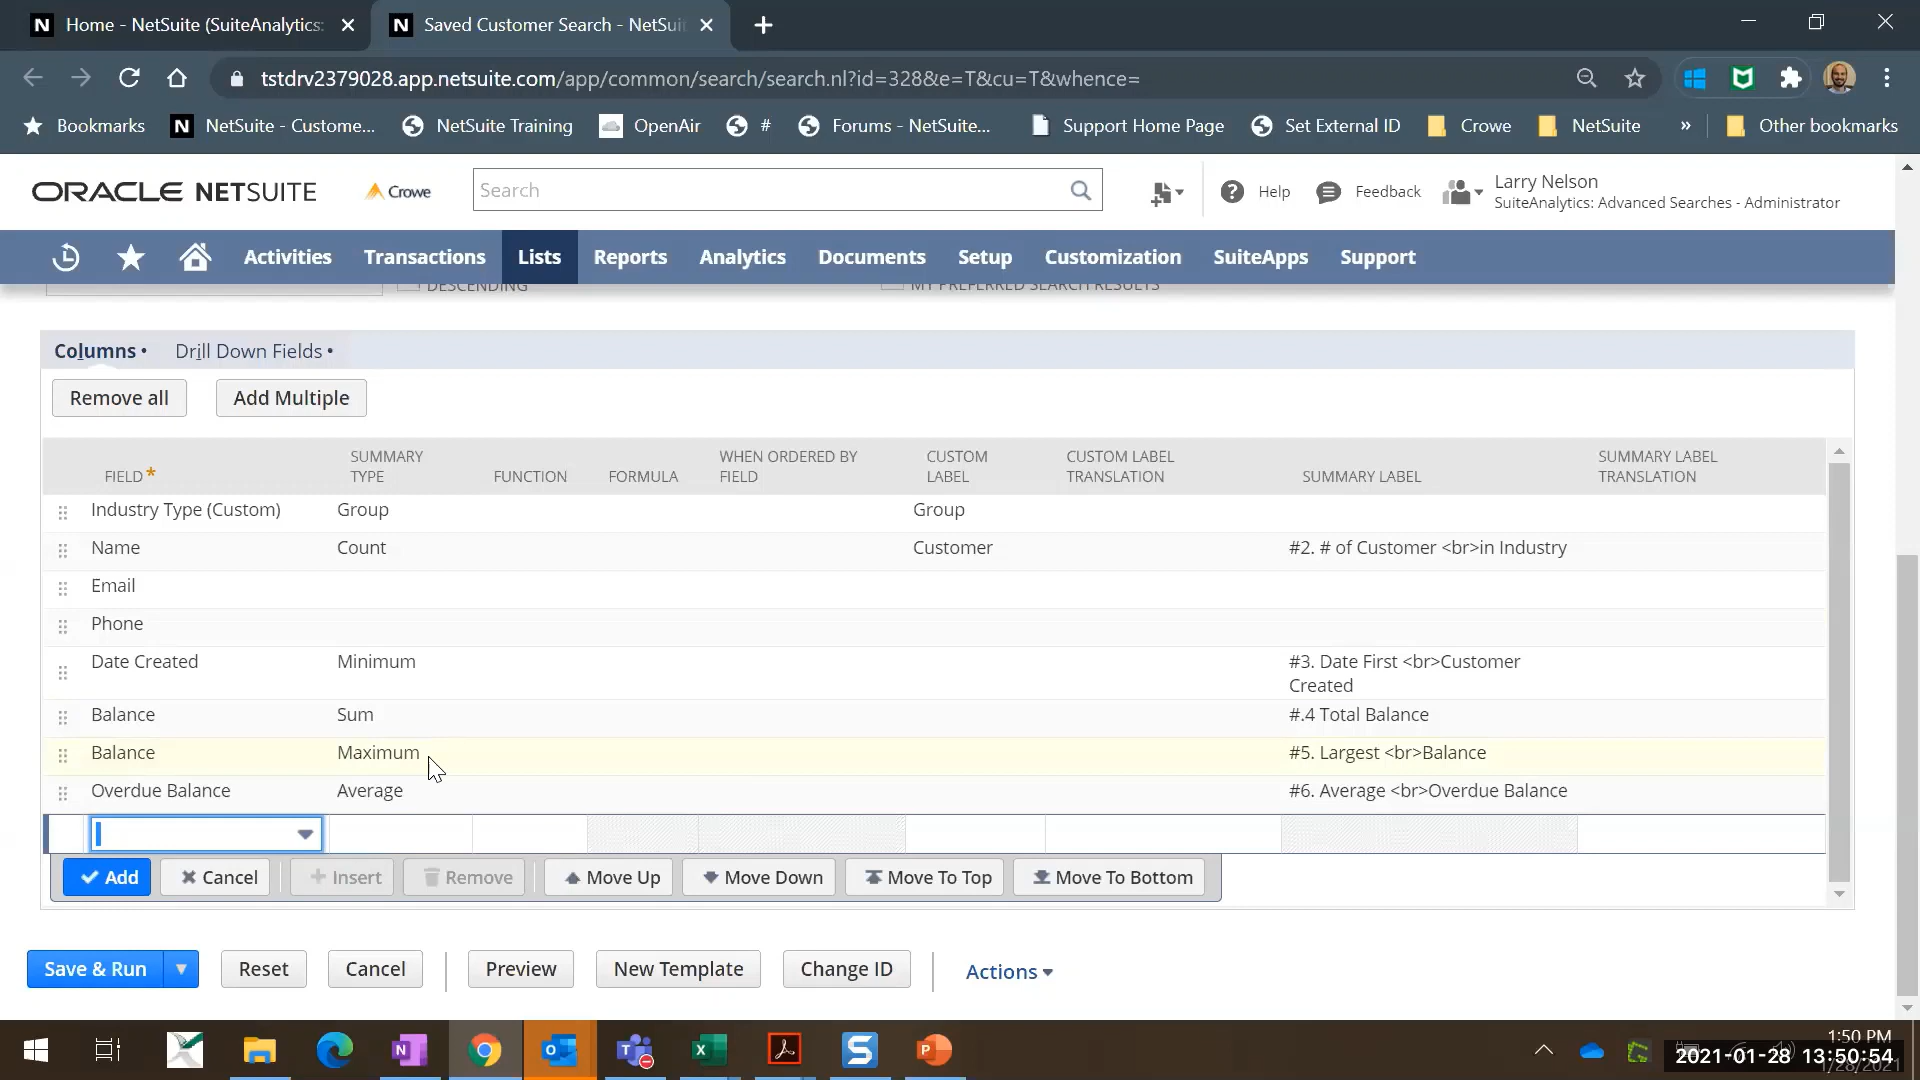 Home - NetSuite (SuiteAnalytics:
Saved Customer Search - NetSui
tstdrv2379028.app.netsuite.com/app/common/search/search.nl?id=328&e=T&cu=T&whence=
Bookmarks
NetSuite - Custome...
NetSuite Training
OpenAir
#
Forums - NetSuite...
Support Home Page
Set External ID
Crowe
NetSuite
»
Other bookmarks
ORACLE NETSUITE
Crowe
Search
Help
Feedback
Larry Nelson
SuiteAnalytics: Advanced Searches - Administrator
Activities
Transactions
Lists
Reports
Analytics
Documents
Setup
Customization
SuiteApps
Support
DESCENDING
MY PREFERRED SEARCH RESULTS
Columns •
Drill Down Fields •
Remove all
Add Multiple
FIELD *
SUMMARY TYPE
FUNCTION
FORMULA
WHEN ORDERED BY FIELD
CUSTOM LABEL
CUSTOM LABEL TRANSLATION
SUMMARY LABEL
SUMMARY LABEL TRANSLATION
Industry Type (Custom) Group Group
Name Count Customer #2. # of Customer <br>in Industry
Email
Phone
Date Created Minimum #3. Date First <br>Customer
Created
Balance Sum #.4 Total Balance
Balance Maximum #5. Largest <br>Balance
Overdue Balance Average #6. Average <br>Overdue Balance
Add
Cancel
Insert
Remove
Move Up
Move Down
Move To Top
Move To Bottom
Save & Run
Reset
Cancel
Preview
New Template
Change ID
Actions
1:50 PM
2021-01-28 13:50:54
1/28/2021